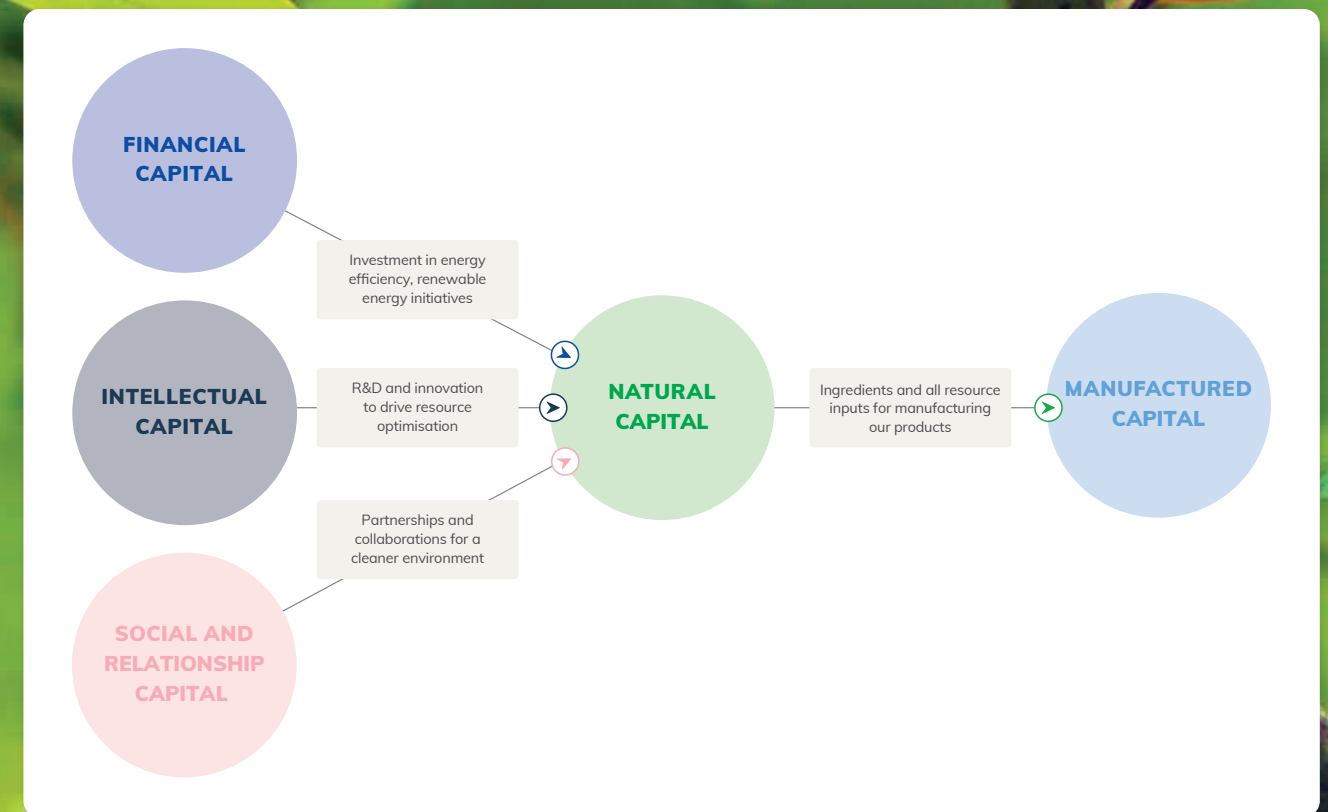 FINANCIAL
CAPITAL
Investment in energy
efficiency, renewable
energy initiatives
INTELLECTUAL
CAPITAL
R&D and innovation
to drive resource
optimisation
NATURAL
CAPITAL
Ingredients and all resource
inputs for manufacturing
our products
MANUFACTURED
CAPITAL
Partnerships and
collaborations for a
cleaner environment
SOCIAL AND
RELATIONSHIP
CAPITAL